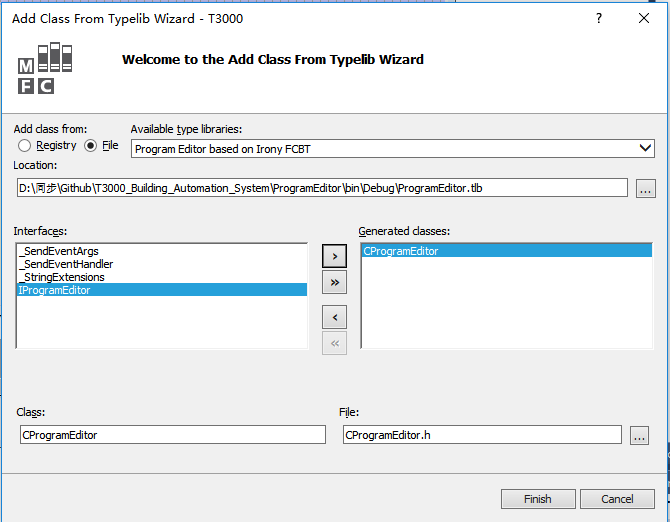 Add Class From Typelib Wizard - T3000
?
M
F C
Welcome to the Add Class From Typelib Wizard
Add class from:
Available type libraries:
Registry
File
Program Editor based on Irony FCBT
Location:
D:\同步\Github\T3000_Building_Automation_System\ProgramEditor\bin\Debug\ProgramEditor.tlb
...
Interfaces:
Generated classes:
_SendEventArgs
_SendEventHandler
_StringExtensions
IProgramEditor
>
>>
<
<<
CProgramEditor
Class:
File:
CProgramEditor
CProgramEditor.h
...
Finish
Cancel